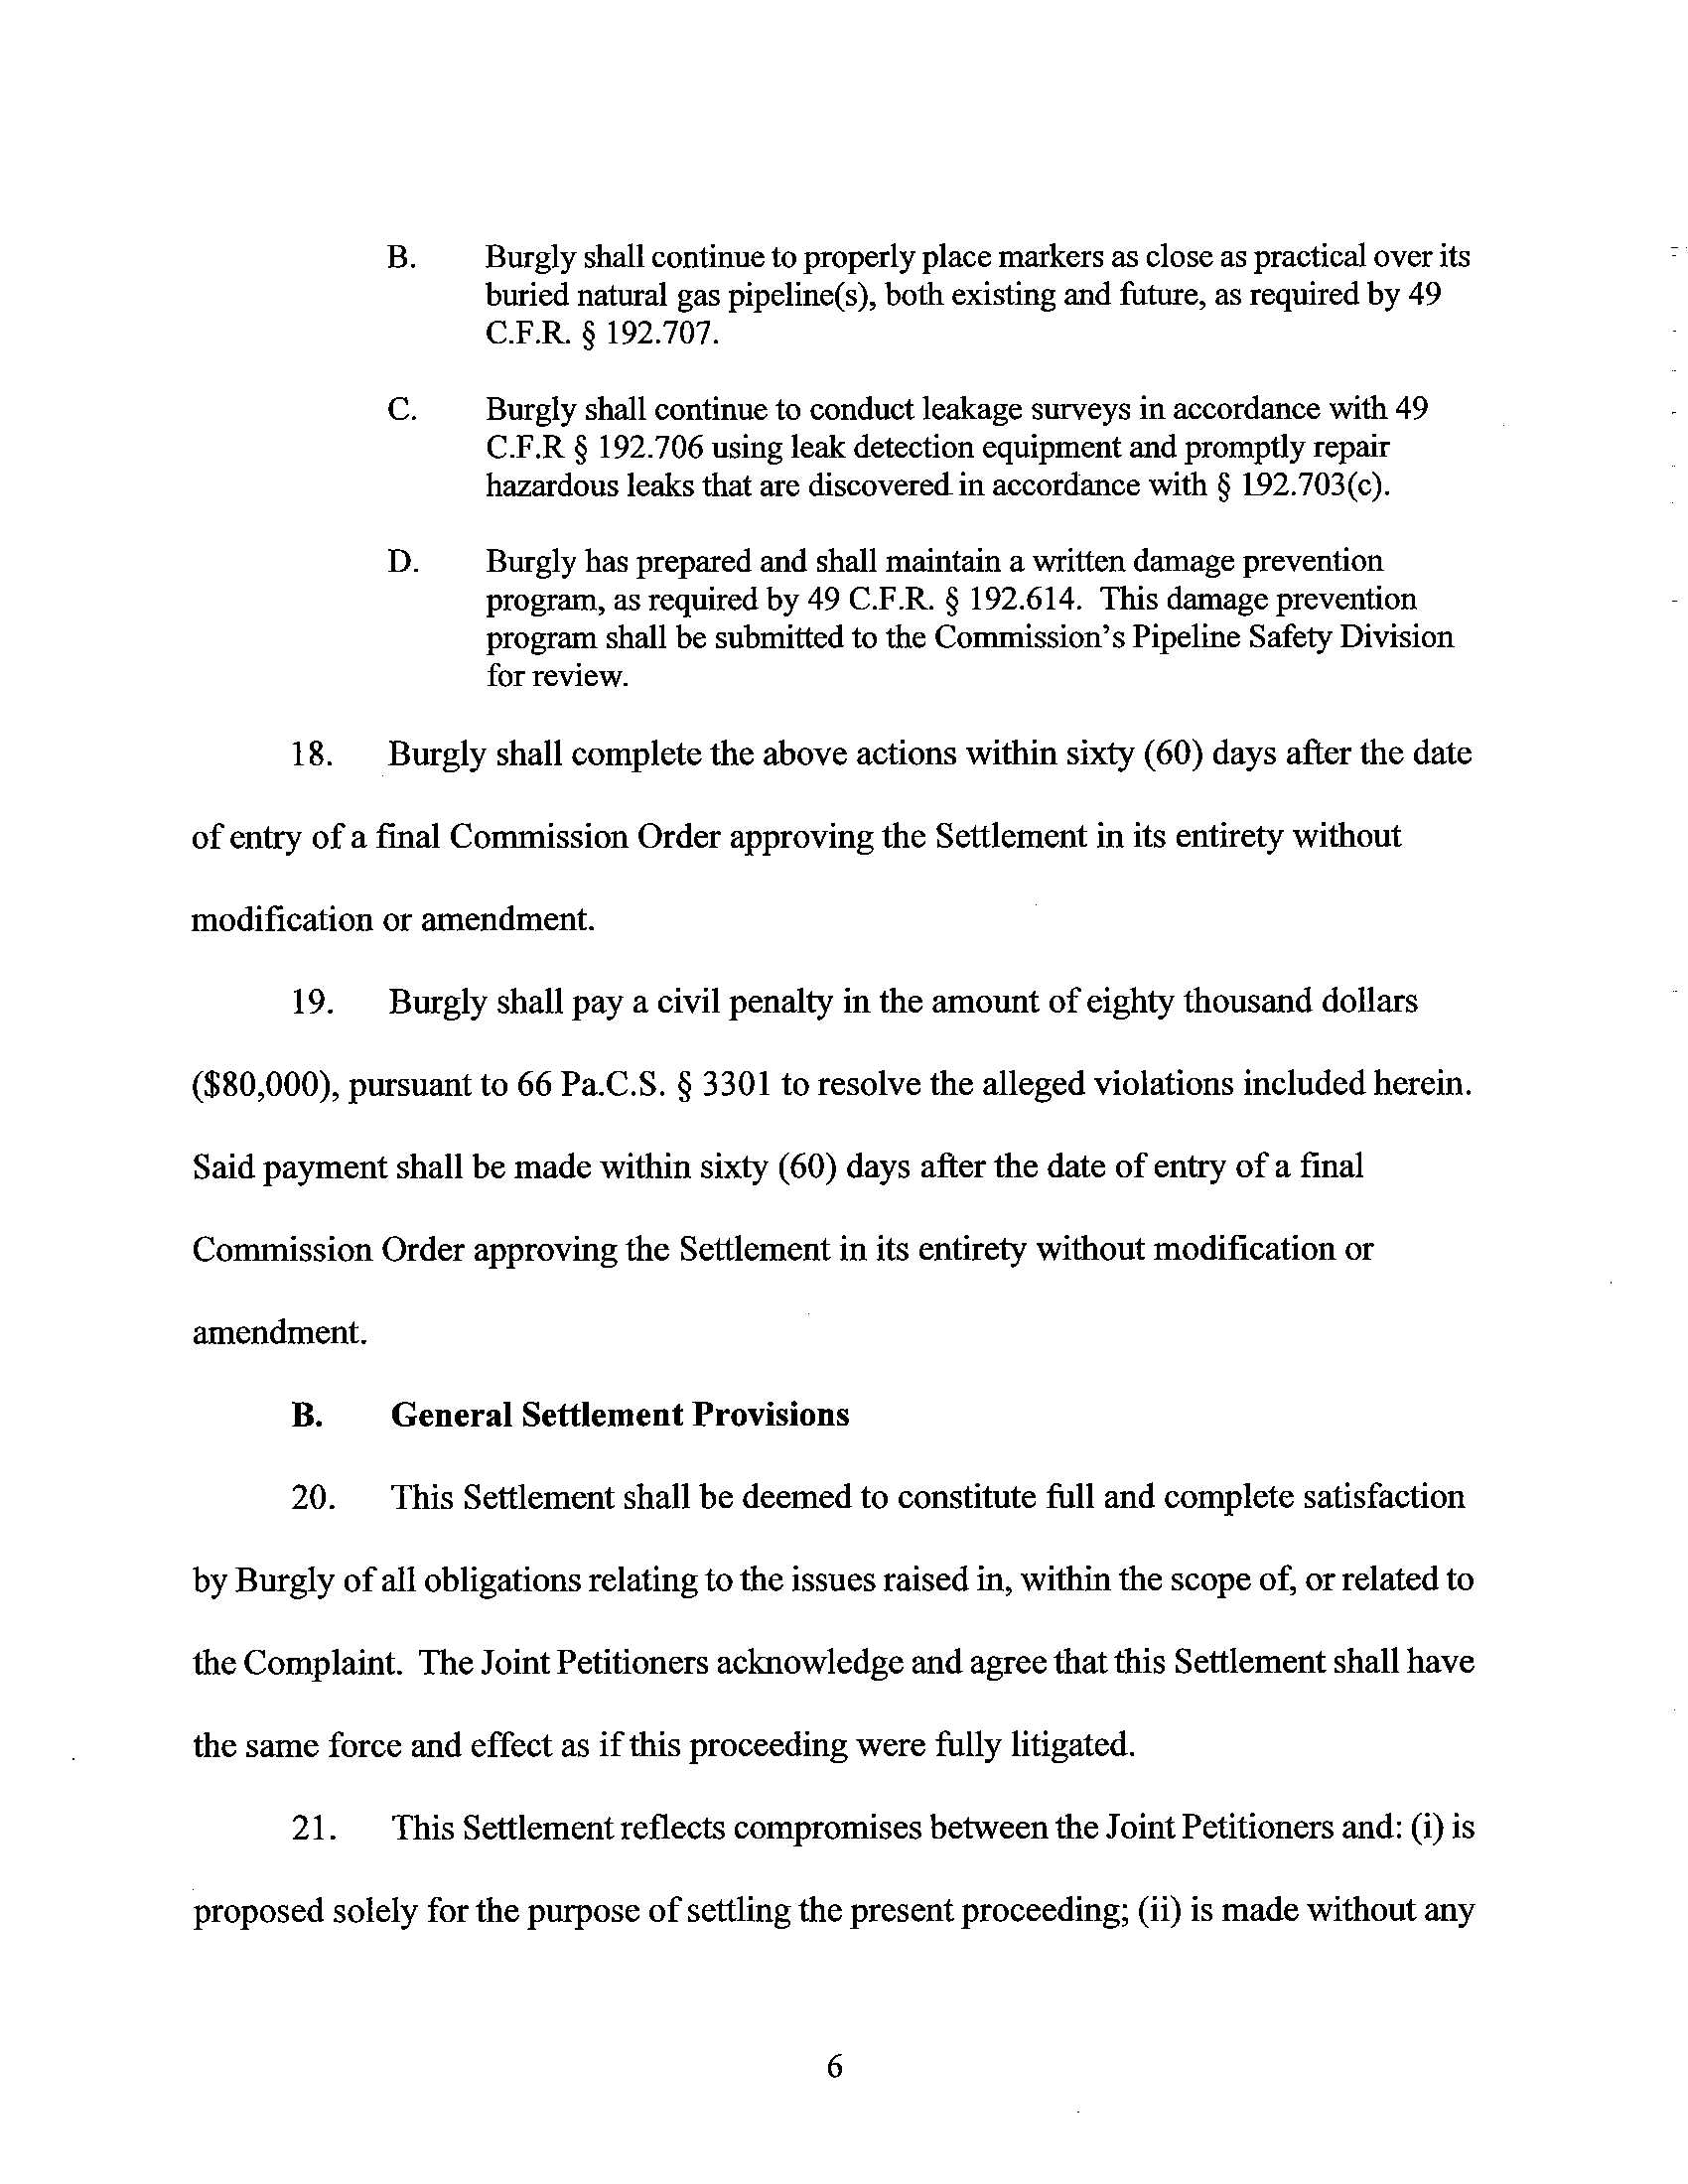 B. Burgly shall continue to properly place markers as close as practical over its
buried natural gas pipeline(s), both existing and future, as required by 49
C.F.R. § 192.707.
C. Burgly shall continue to conduct leakage surveys in accordance with 49
C.F.R § 192.706 using leak detection equipment and promptly repair
hazardous leaks that are discovered in accordance with § 192.703(c).
D. Burgly has prepared and shall maintain a written damage prevention
program, as required by 49 C.F.R. § 192.614. This damage prevention
program shall be submitted to the Commission's Pipeline Safety Division
for review.
18. Burgly shall complete the above actions within sixty (60) days after the date
of entry of a final Commission Order approving the Settlement in its entirety without
modification or amendment.
19. Burgly shall pay a civil penalty in the amount of eighty thousand dollars
($80,000), pursuant to 66 Pa.C.S. § 3301 to resolve the alleged violations included herein.
Said payment shall be made within sixty (60) days after the date of entry of a final
Commission Order approving the Settlement in its entirety without modification or
amendment.
B. General Settlement Provisions
20. This Settlement shall be deemed to constitute full and complete satisfaction
by Burgly of all obligations relating to the issues raised in, within the scope of, or related to
the Complaint. The Joint Petitioners acknowledge and agree that this Settlement shall have
the same force and effect as if this proceeding were fully litigated.
21. This Settlement reflects compromises between the Joint Petitioners and: (i) is
proposed solely for the purpose of settling the present proceeding; (ii) is made without any
6